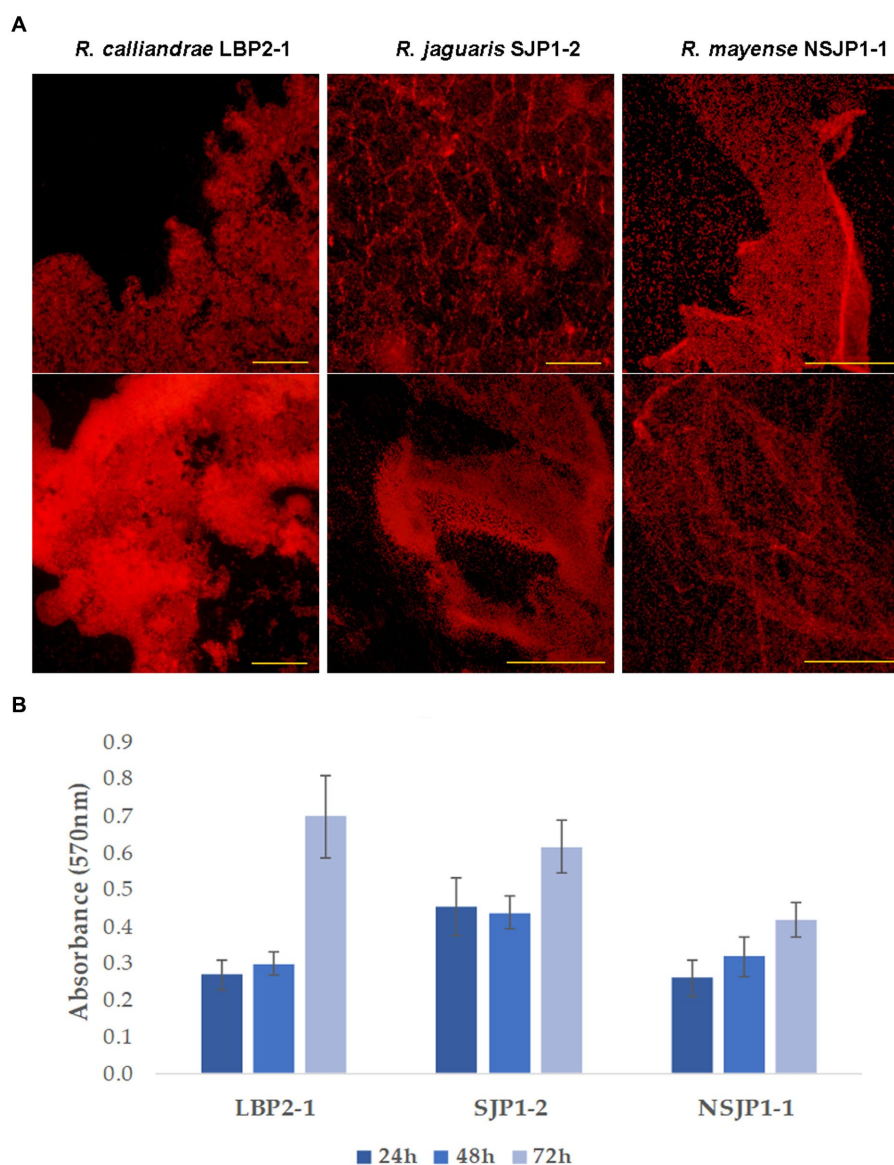 A
R. calliandrae LBP2-1 R. jaguaris SJP1-2 R. mayense NSJP1-1
B
Absorbance (570nm)
0.9
0.8
0.7
0.6
0.5
0.4
0.3
0.2
0.1
0.0
LBP2-1 SJP1-2 NSJP1-1
24h 48h 72h